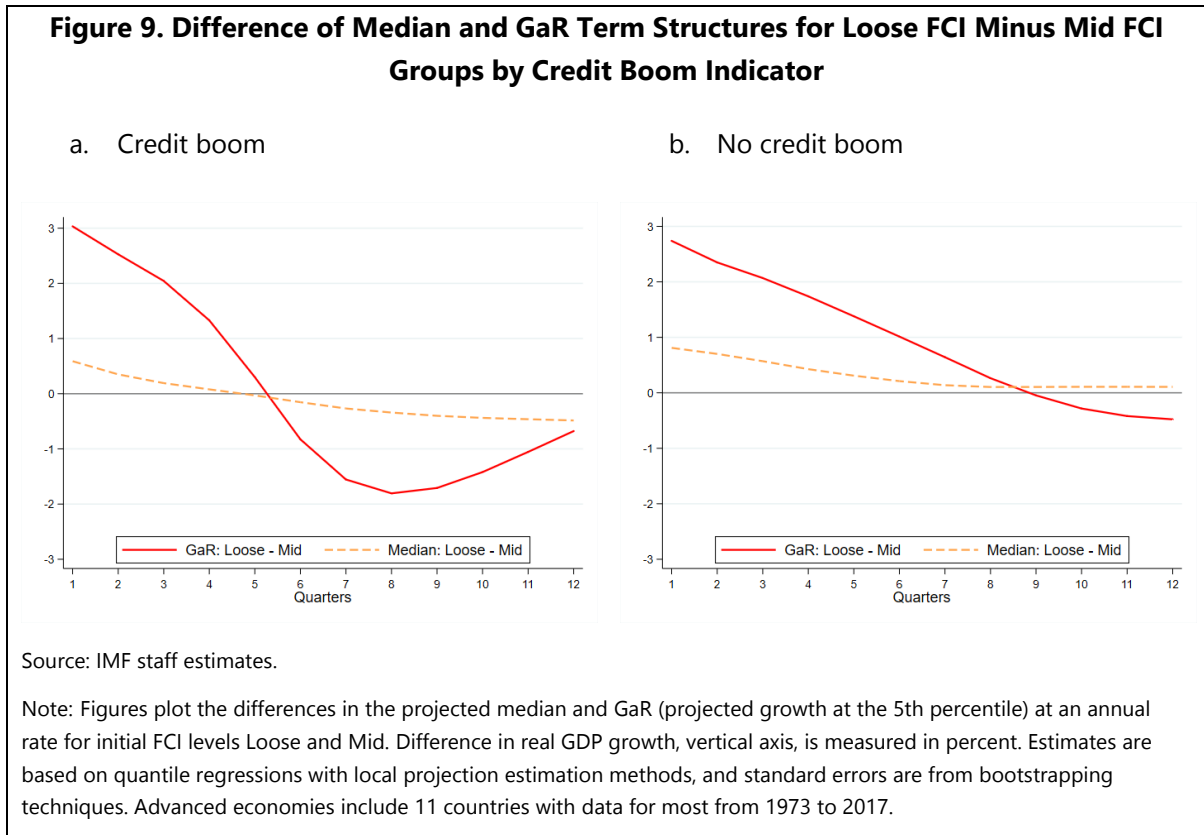 Figure 9. Difference of Median and GaR Term Structures for Loose FCI Minus Mid FCI
Groups by Credit Boom Indicator
a. Credit boom
b. No credit boom
3
2
1
0
-1
-2
-3
GaR: Loose - Mid
Median: Loose - Mid
1 2 3 4 5 6 7 8 9 10 11 12
Quarters
3
2
1
0
-1
-2
-3
GaR: Loose - Mid
Median: Loose - Mid
1 2 3 4 5 6 7 8 9 10 11 12
Quarters
Source: IMF staff estimates.
Note: Figures plot the differences in the projected median and GaR (projected growth at the 5th percentile) at an annual
rate for initial FCI levels Loose and Mid. Difference in real GDP growth, vertical axis, is measured in percent. Estimates are
based on quantile regressions with local projection estimation methods, and standard errors are from bootstrapping
techniques. Advanced economies include 11 countries with data for most from 1973 to 2017.